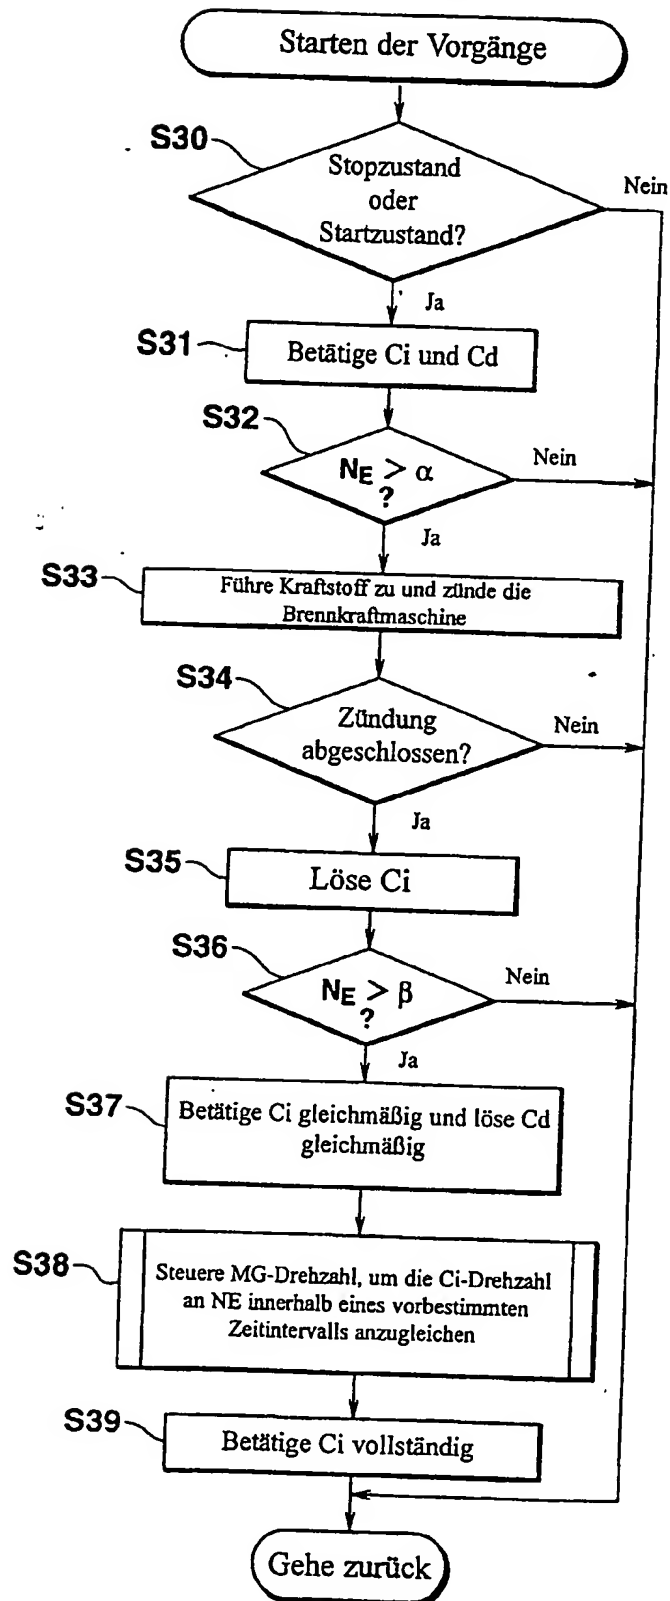 Starten der Vorgänge
S30
Stopzustand
oder
Startzustand?
Nein
Ja
S31
Betätige Ci und Cd
S32
NE > α
?
Nein
Ja
S33
Führe Kraftstoff zu und zünde die
Brennkraftmaschine
S34
Zündung
abgeschlossen?
Nein
Ja
S35
Löse Ci
S36
NE > β
?
Nein
Ja
S37
Betätige Ci gleichmäßig und löse Cd
gleichmäßig
S38
Steuere MG-Drehzahl, um die Ci-Drehzahl
an NE innerhalb eines vorbestimmten
Zeitintervalls anzugleichen
S39
Betätige Ci vollständig
Gehe zurück